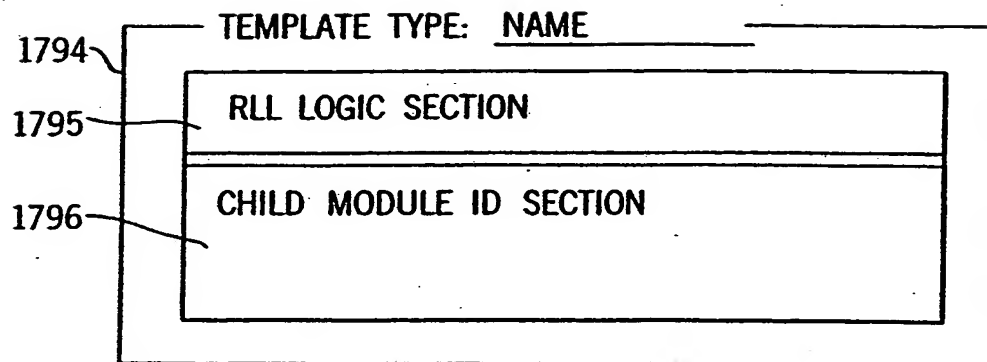 TEMPLATE TYPE: NAME
1794
RLL LOGIC SECTION
1795
CHILD MODULE ID SECTION
1796